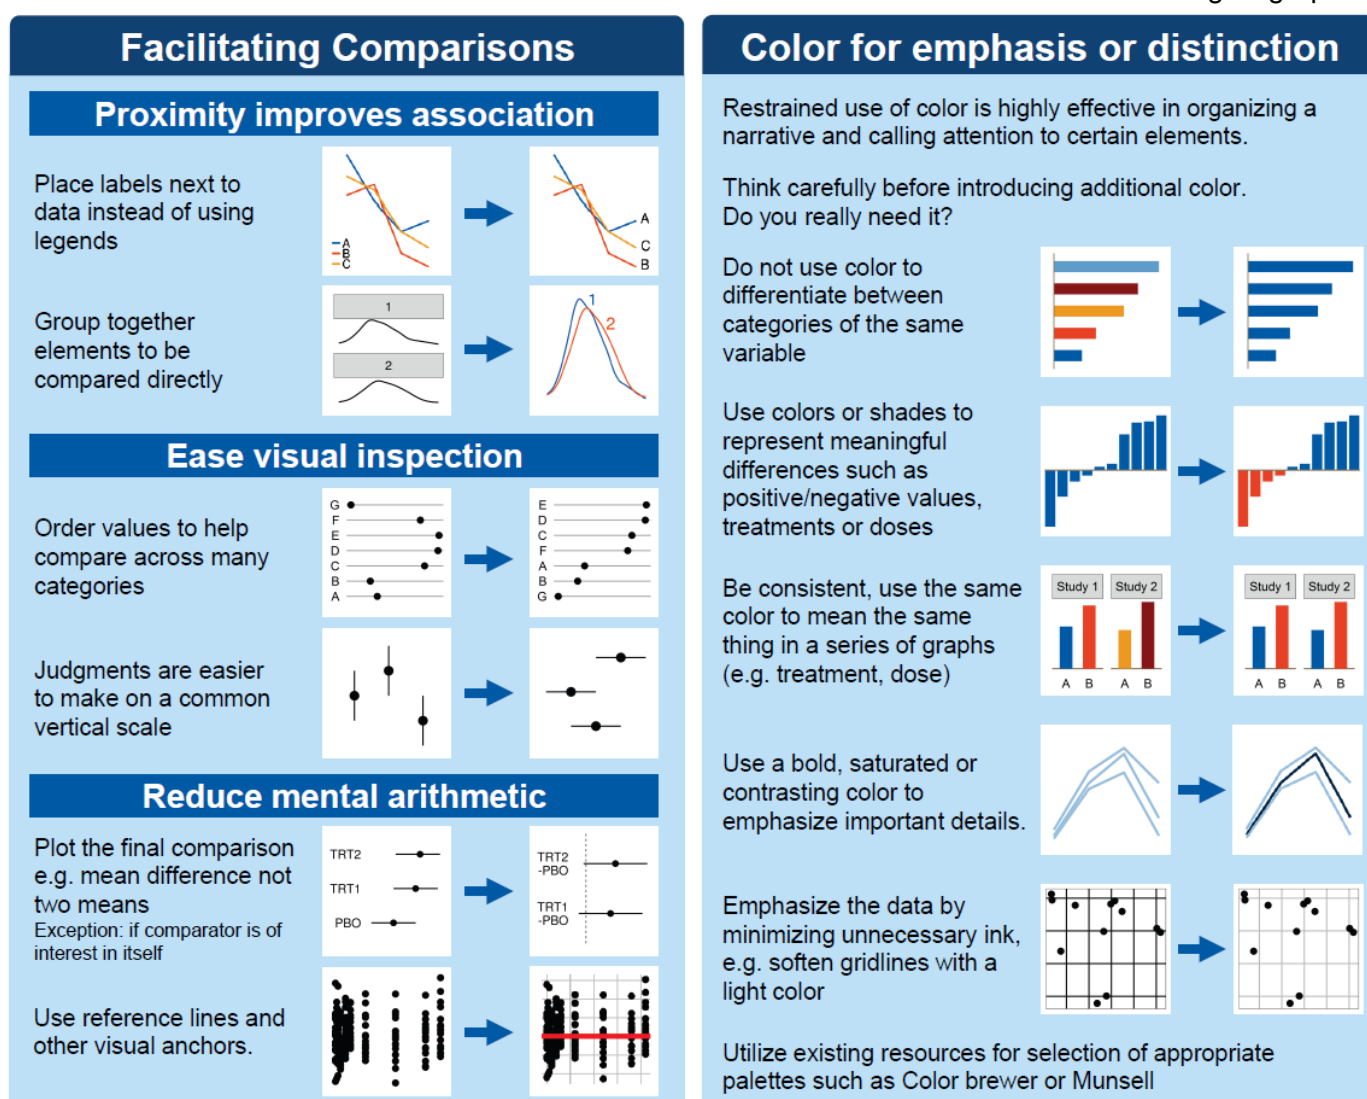 Facilitating Comparisons
Proximity improves association
Place labels next to
data instead of using
legends
A
B
C
A
C
B
Group together
elements to be
compared directly
1
2
1
2
Ease visual inspection
Order values to help
compare across many
categories
G
F
E
D
C
B
A
E
D
C
F
A
B
G
Judgments are easier
to make on a common
vertical scale
Reduce mental arithmetic
Plot the final comparison
e.g. mean difference not
two means
Exception: if comparator is of
interest in itself
TRT2
TRT1
PBO
TRT2
-PBO
TRT1
-PBO
Use reference lines and
other visual anchors.
Color for emphasis or distinction
Restrained use of color is highly effective in organizing a
narrative and calling attention to certain elements.
Think carefully before introducing additional color.
Do you really need it?
Do not use color to
differentiate between
categories of the same
variable
Use colors or shades to
represent meaningful
differences such as
positive/negative values,
treatments or doses
Be consistent, use the same
color to mean the same
thing in a series of graphs
(e.g. treatment, dose)
Study 1 Study 2
A B A B
Study 1 Study 2
A B A B
Use a bold, saturated or
contrasting color to
emphasize important details.
Emphasize the data by
minimizing unnecessary ink,
e.g. soften gridlines with a
light color
Utilize existing resources for selection of appropriate
palettes such as Color brewer or Munsell